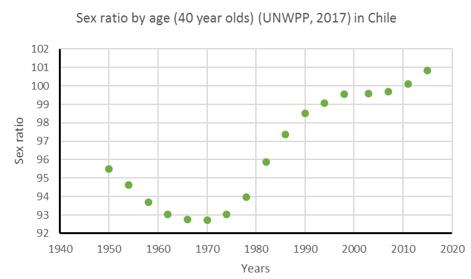 Sex ratio by age (40 year olds) (UNWPP, 2017) in Chile
102
101
100
99
98
97
96
95
94
93
92
Sex ratio
1940 1950 1960 1970 1980 1990 2000 2010 2020
Years